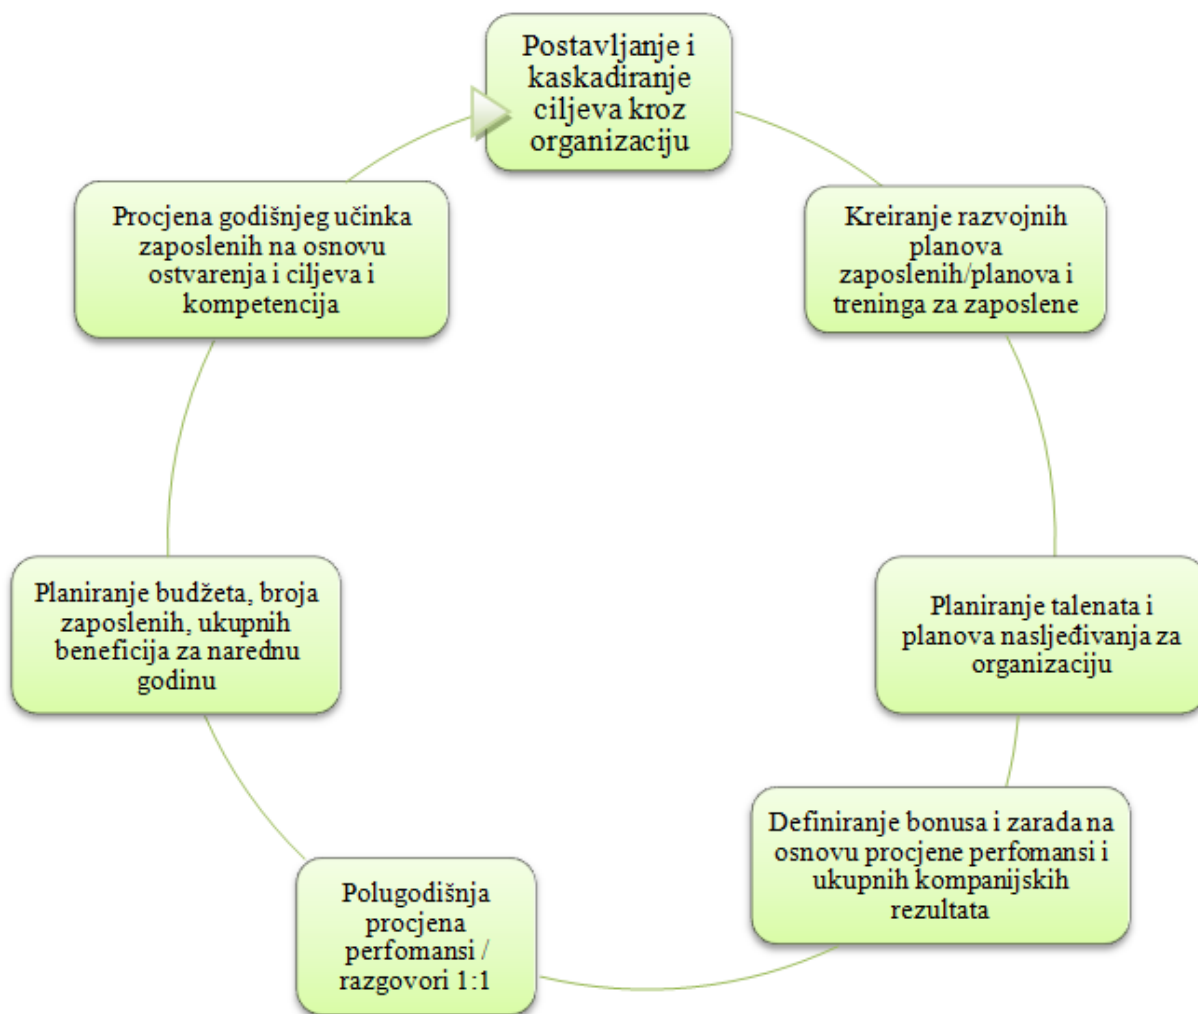 Postavljanje i
kaskadiranje
ciljeva kroz
organizaciju
Kreiranje razvojnih
planova
zaposlenih/planova i
treninga za zaposlene
Planiranje talenata i
planova nasljeđivanja za
organizaciju
Definiranje bonusa i zarada na
osnovu procjene perfomansi i
ukupnih kompanijskih
rezultata
Polugodišnja
procjena
perfomansi /
razgovori 1:1
Planiranje budžeta, broja
zaposlenih, ukupnih
beneficija za narednu
godinu
Procjena godišnjeg učinka
zaposlenih na osnovu
ostvarenja i ciljeva i
kompetencija